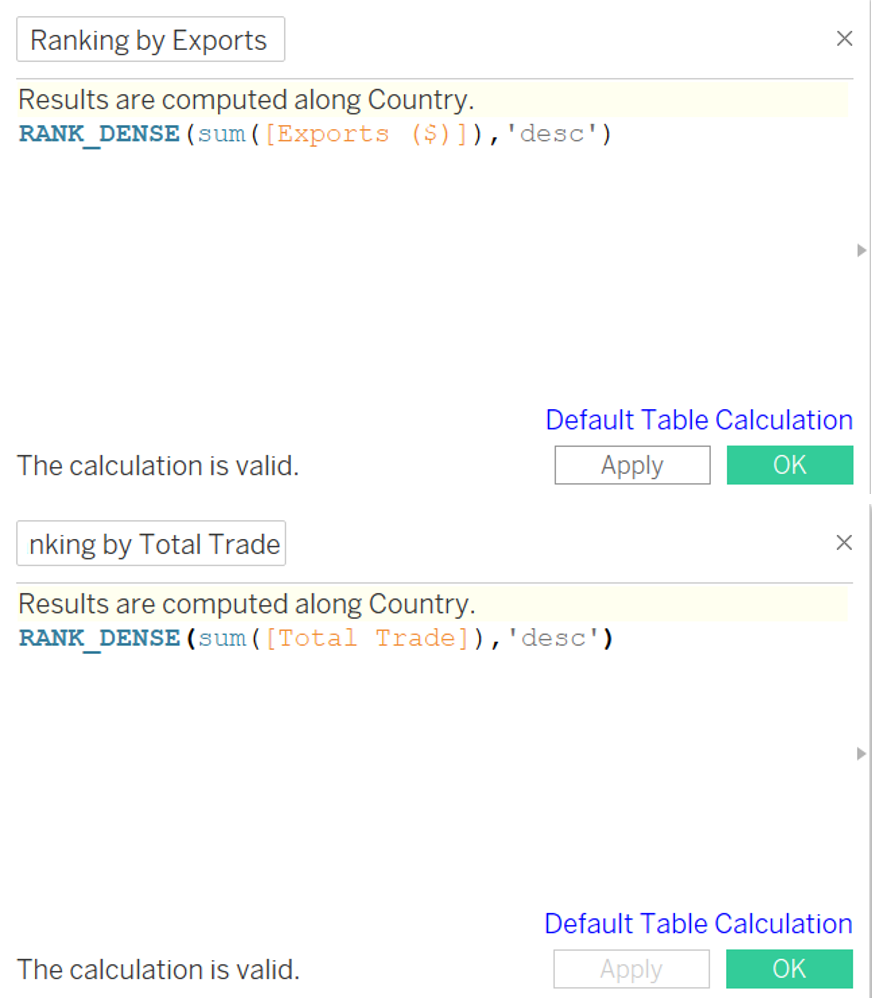 Ranking by Exports
Results are computed along Country.
RANK_DENSE(sum([Exports ($)]),'desc')
Default Table Calculation
The calculation is valid.
Apply
OK
nking by Total Trade
Results are computed along Country.
RANK_DENSE(sum([Total Trade]),'desc')
Default Table Calculation
The calculation is valid.
Apply
OK